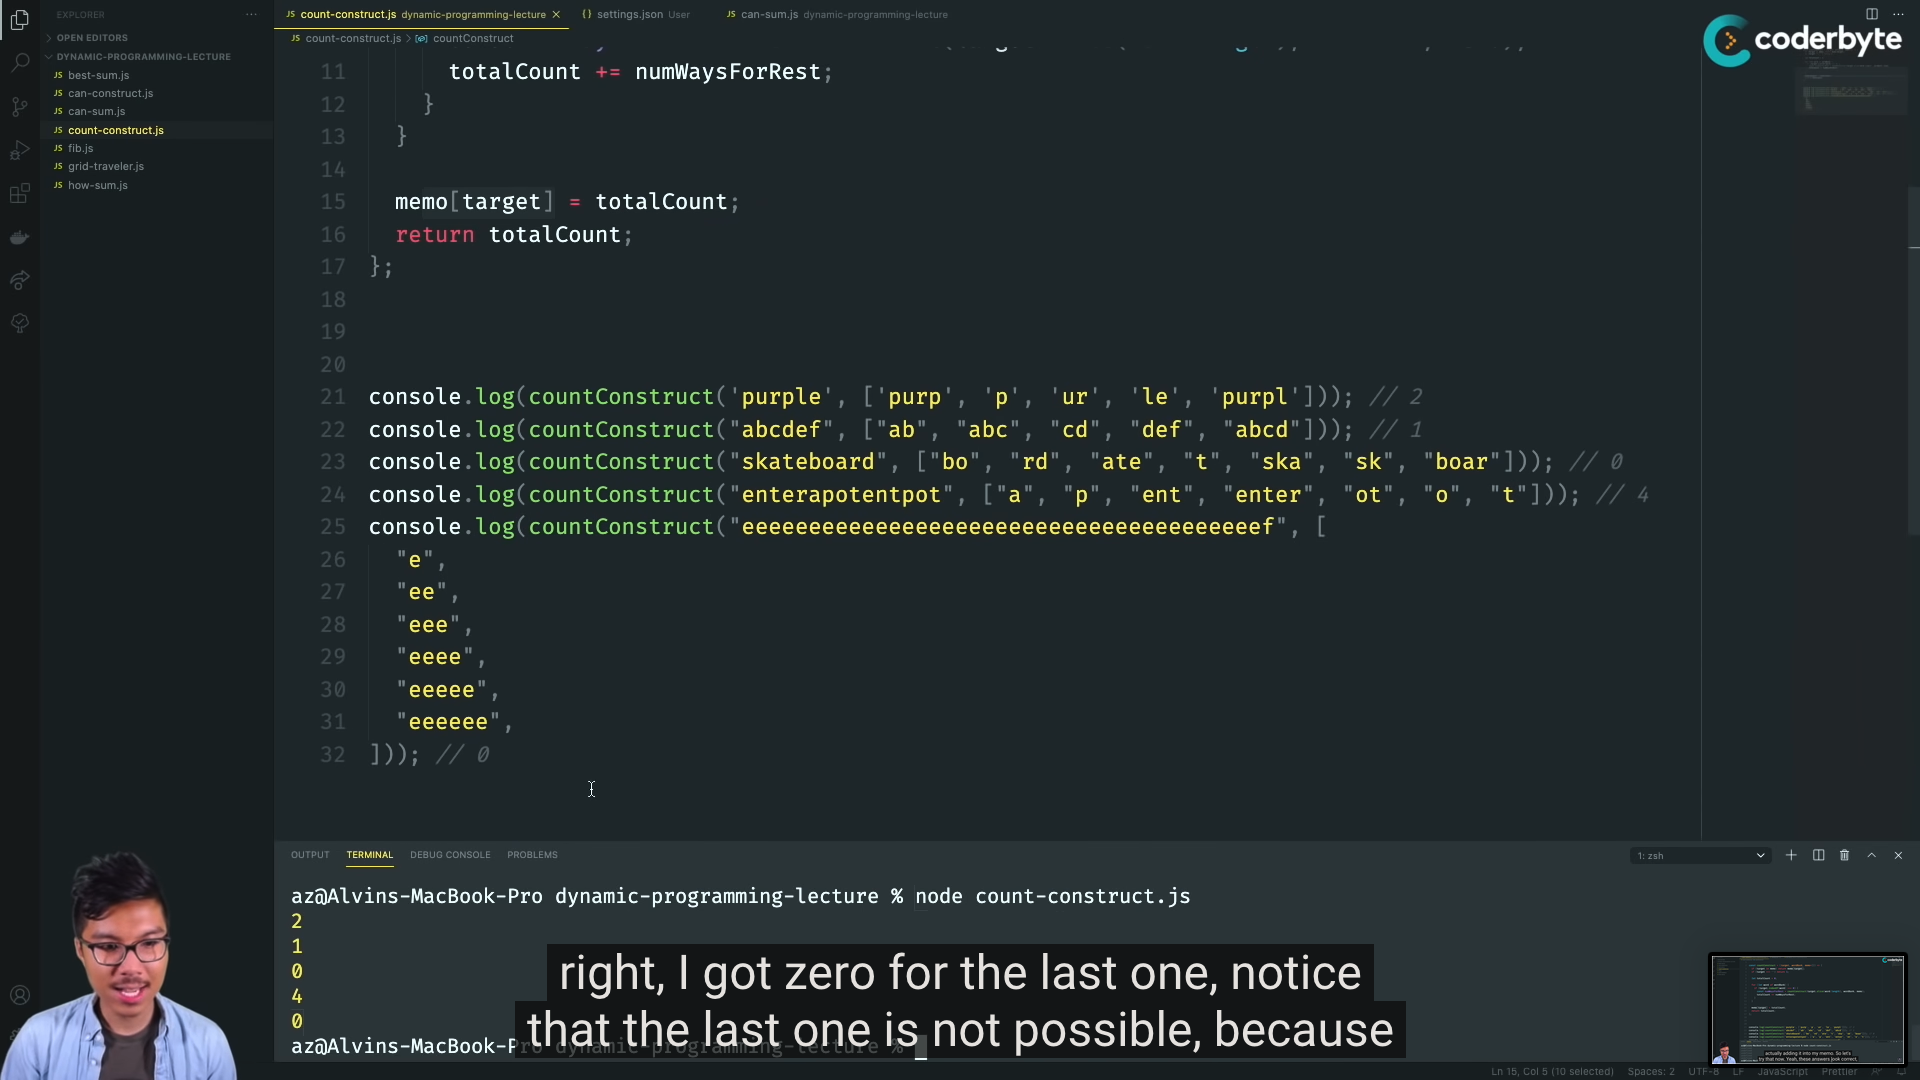 EXPLORER
OPEN EDITORS
DYNAMIC-PROGRAMMING-LECTURE
JS best-sum.js
JS can-construct.js
JS can-sum.js
JS count-construct.js
JS fib.js
JS grid-traveler.js
JS how-sum.js
JS count-construct.js dynamic-programming-lecture
{} settings.json User
JS can-sum.js dynamic-programming-lecture
JS count-construct.js > countConstruct
coderbyte
11 totalCount += numWaysForRest;
12 }
13 }
14
15 memo[target] = totalCount;
16 return totalCount;
17 };
18
19
20
21 console.log(countConstruct('purple', ['purp', 'p', 'ur', 'le', 'purpl'])); // 2
22 console.log(countConstruct("abcdef", ["ab", "abc", "cd", "def", "abcd"])); // 1
23 console.log(countConstruct("skateboard", ["bo", "rd", "ate", "t", "ska", "sk", "boar"])); // 0
24 console.log(countConstruct("enterapotentpot", ["a", "p", "ent", "enter", "ot", "o", "t"])); // 4
25 console.log(countConstruct("eeeeeeeeeeeeeeeeeeeeeeeeeeeeeeeeeeeeeeef", [
26 "e",
27 "ee",
28 "eee",
29 "eeee",
30 "eeeee",
31 "eeeeee",
32 ])); // 0
OUTPUT TERMINAL DEBUG CONSOLE PROBLEMS
1: zsh
az@Alvins-MacBook-Pro dynamic-programming-lecture % node count-construct.js
2
1
0
4
0
az@Alvins-MacBook-Pro dynamic-programming-lecture %
right, I got zero for the last one, notice
that the last one is not possible, because
Ln 15, Col 5 (10 selected) Spaces: 2 UTF-8 LF JavaScript Prettier